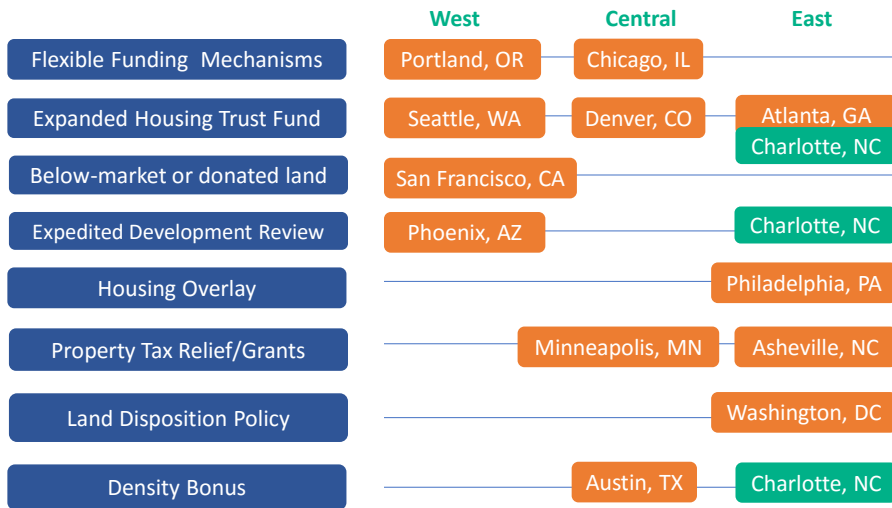 West Central East
Flexible Funding Mechanisms Portland, OR Chicago, IL
Expanded Housing Trust Fund Seattle, WA Denver, CO Atlanta, GA
Charlotte, NC
Below-market or donated land San Francisco, CA
Expedited Development Review Phoenix, AZ Charlotte, NC
Housing Overlay Philadelphia, PA
Property Tax Relief/Grants Minneapolis, MN Asheville, NC
Land Disposition Policy Washington, DC
Density Bonus Austin, TX Charlotte, NC